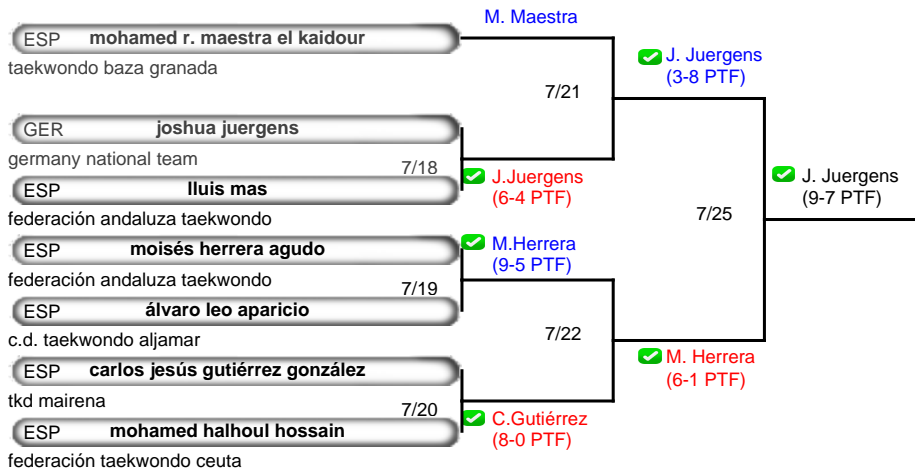 M. Maestra
ESP mohamed r. maestra el kaidour
taekwondo baza granada
7/21
J. Juergens
(3-8 PTF)
GER joshua juergens
germany national team
7/18
J.Juergens
(6-4 PTF)
ESP lluis mas
federación andaluza taekwondo
7/25
J. Juergens
(9-7 PTF)
ESP moisés herrera agudo
federación andaluza taekwondo
M.Herrera
(9-5 PTF)
7/19
ESP álvaro leo aparicio
c.d. taekwondo aljamar
7/22
M. Herrera
(6-1 PTF)
ESP carlos jesús gutiérrez gonzález
tkd mairena
7/20
C.Gutiérrez
(8-0 PTF)
ESP mohamed halhoul hossain
federación taekwondo ceuta